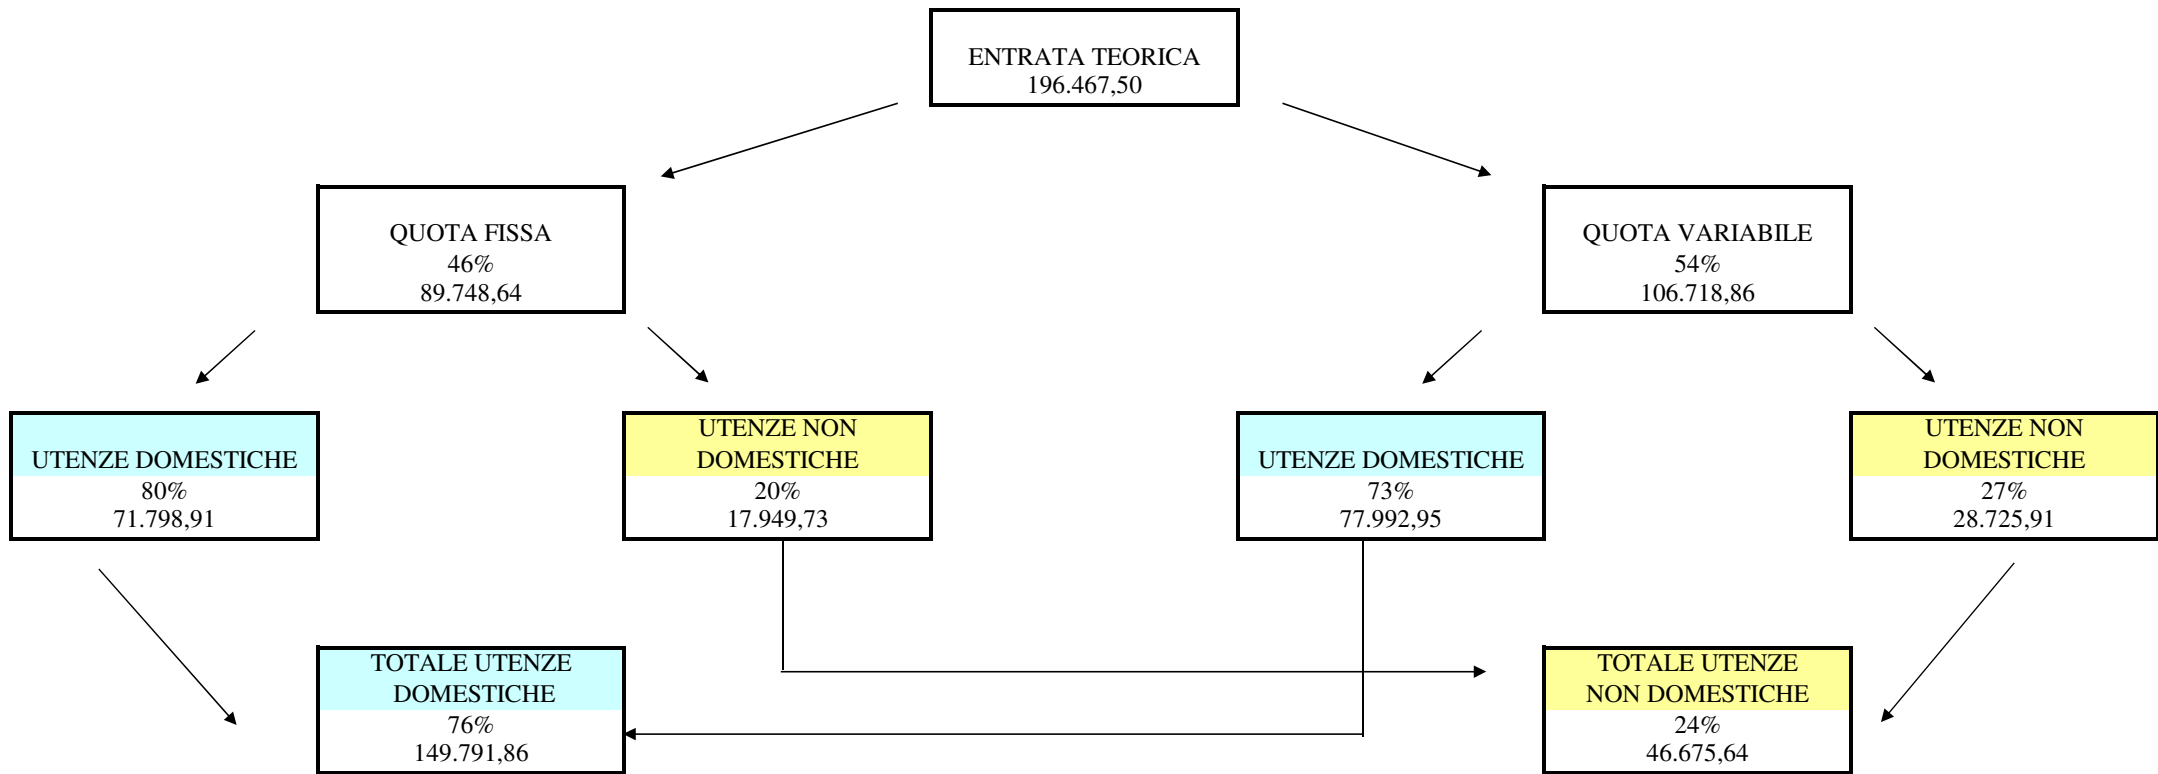 ENTRATA TEORICA
196.467,50
QUOTA FISSA
46%
89.748,64
QUOTA VARIABILE
54%
106.718,86
UTENZE DOMESTICHE
80%
71.798,91
UTENZE NON
DOMESTICHE
20%
17.949,73
UTENZE DOMESTICHE
73%
77.992,95
UTENZE NON
DOMESTICHE
27%
28.725,91
TOTALE UTENZE
DOMESTICHE
76%
149.791,86
TOTALE UTENZE
NON DOMESTICHE
24%
46.675,64